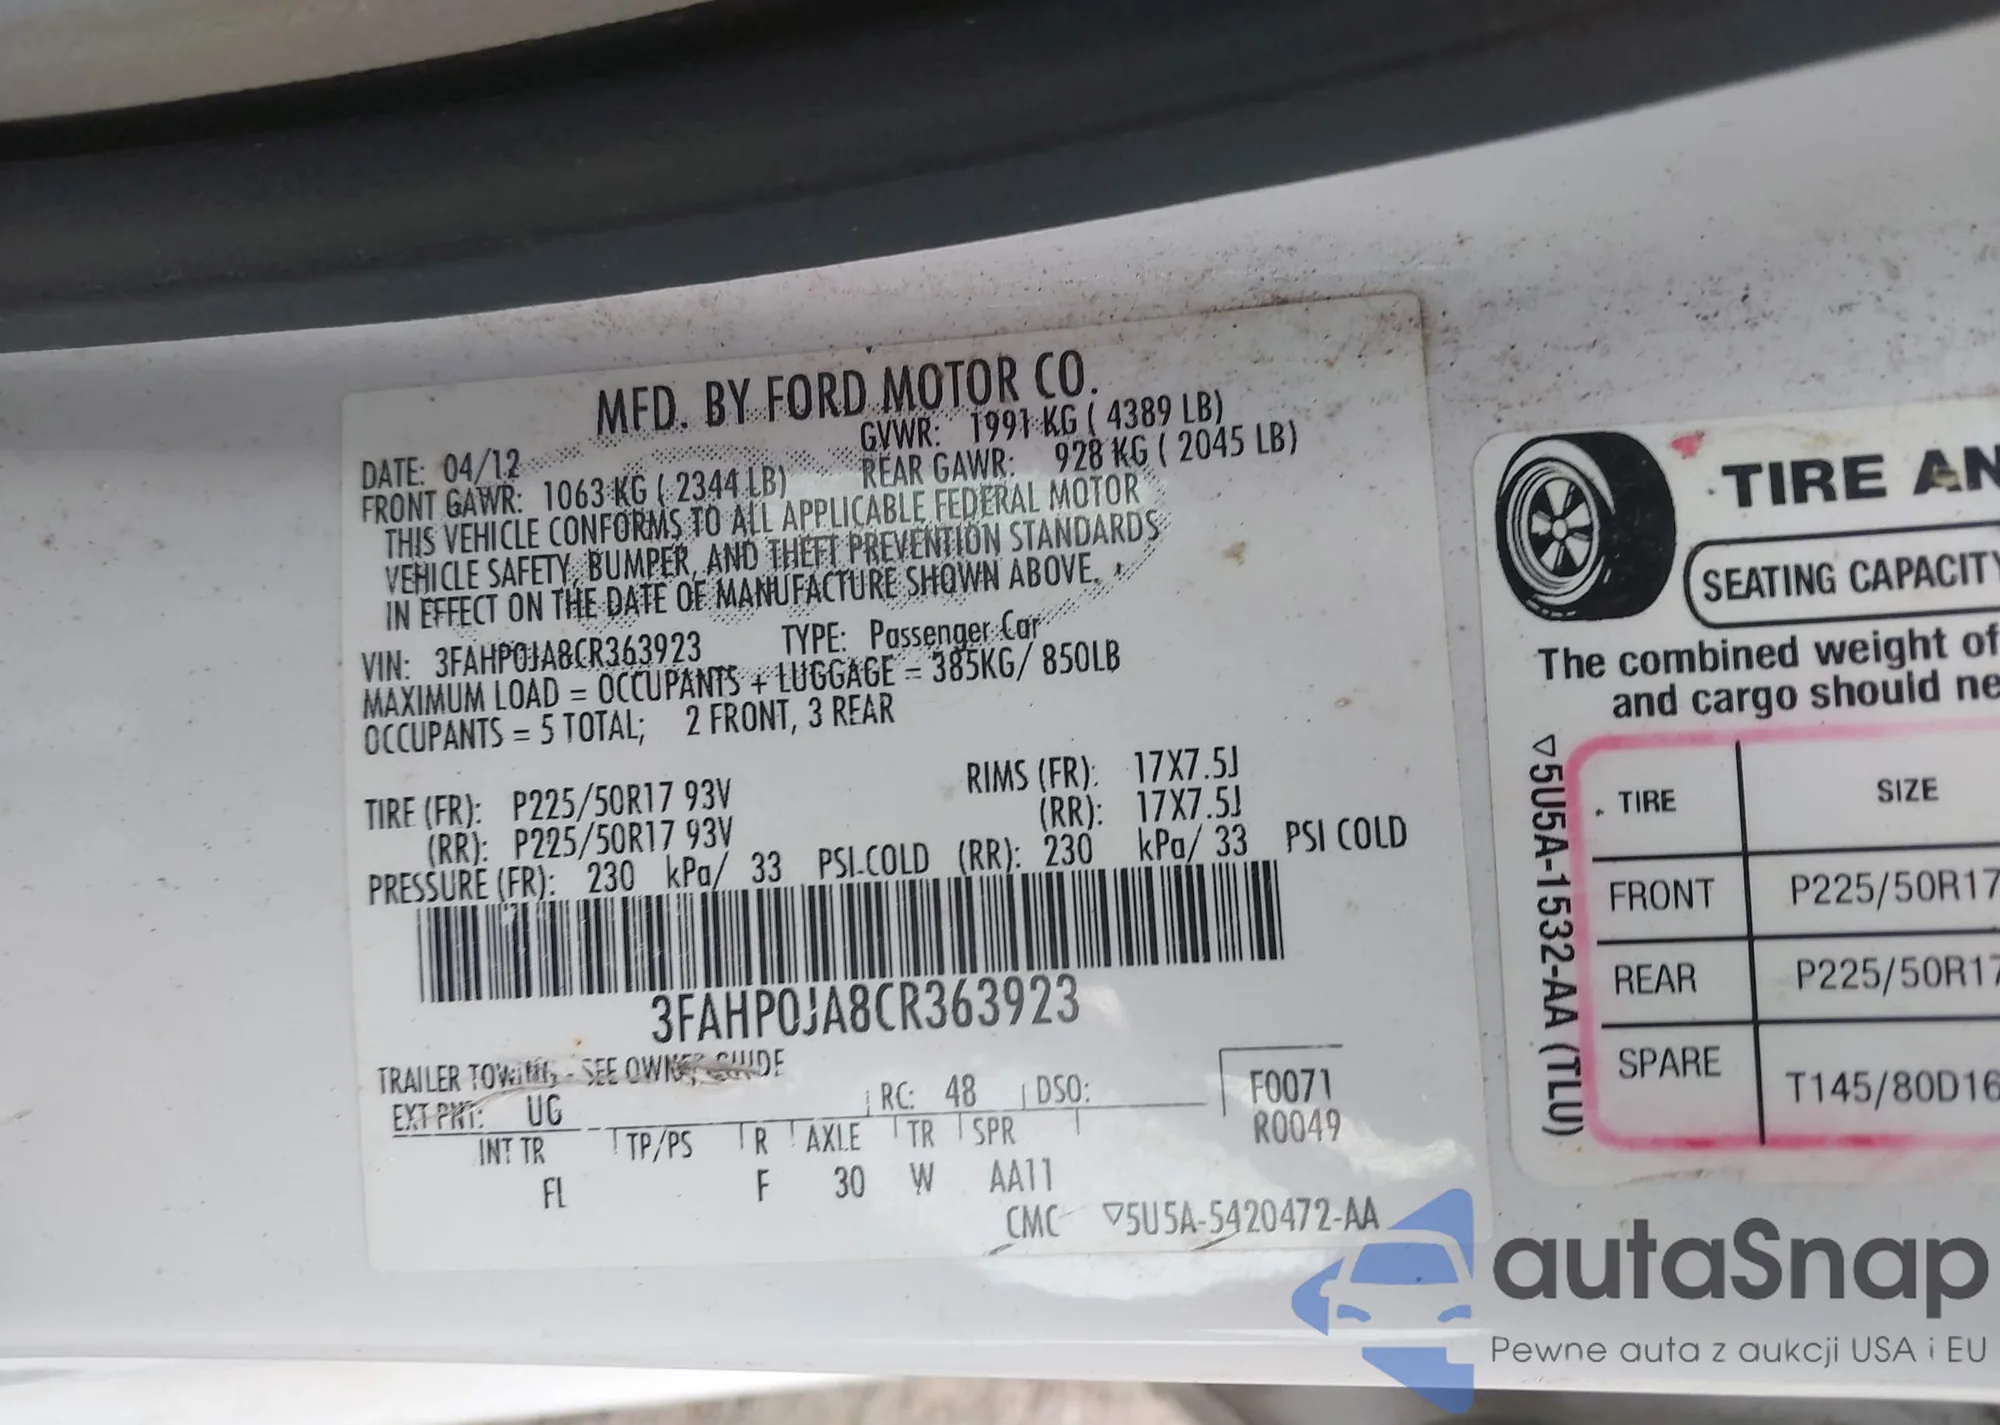 MFD. BY FORD MOTOR CO.
DATE: 04/12 GVWR: 1991 KG ( 4389 LB)
FRONT GAWR: 1063 KG ( 2344 LB) REAR GAWR: 928 KG ( 2045 LB)
THIS VEHICLE CONFORMS TO ALL APPLICABLE FEDERAL MOTOR
VEHICLE SAFETY, BUMPER, AND THEFT PREVENTION STANDARDS
IN EFFECT ON THE DATE OF MANUFACTURE SHOWN ABOVE.
VIN: 3FAHP0JA8CR363923 TYPE: Passenger Car
MAXIMUM LOAD = OCCUPANTS + LUGGAGE = 385KG/ 850LB
OCCUPANTS = 5 TOTAL; 2 FRONT, 3 REAR
TIRE (FR): P225/50R17 93V RIMS (FR): 17X7.5J
(RR): P225/50R17 93V (RR): 17X7.5J
PRESSURE (FR): 230 kPa/ 33 PSI COLD (RR): 230 kPa/ 33 PSI COLD
3FAHP0JA8CR363923
TRAILER TOWING - SEE OWNER GUIDE
EXT PNT: UG RC: 48 DSO: F0071
R0049
INT TR TP/PS R AXLE TR SPR
FL F 30 W AA11
CMC ▽5U5A-5420472-AA
TIRE AN
SEATING CAPACITY
The combined weight of
and cargo should ne
▽5U5A-1532-AA (TLU)
TIRE SIZE
FRONT P225/50R17
REAR P225/50R17
SPARE T145/80D16
autaSnap
Pewne auta z aukcji USA i EU